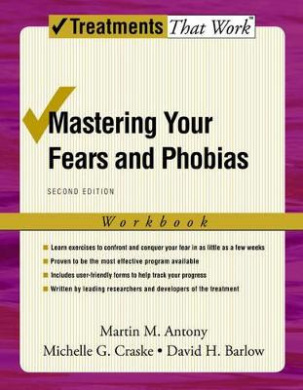 Treatments That Work™
Mastering Your
Fears and Phobias
SECOND EDITION
Workbook
Learn exercises to confront and conquer your fear in as little as a few weeks
Proven to be the most effective program available
Includes user-friendly forms to help track your progress
Written by leading researchers and developers of the treatment
Martin M. Antony
Michelle G. Craske • David H. Barlow